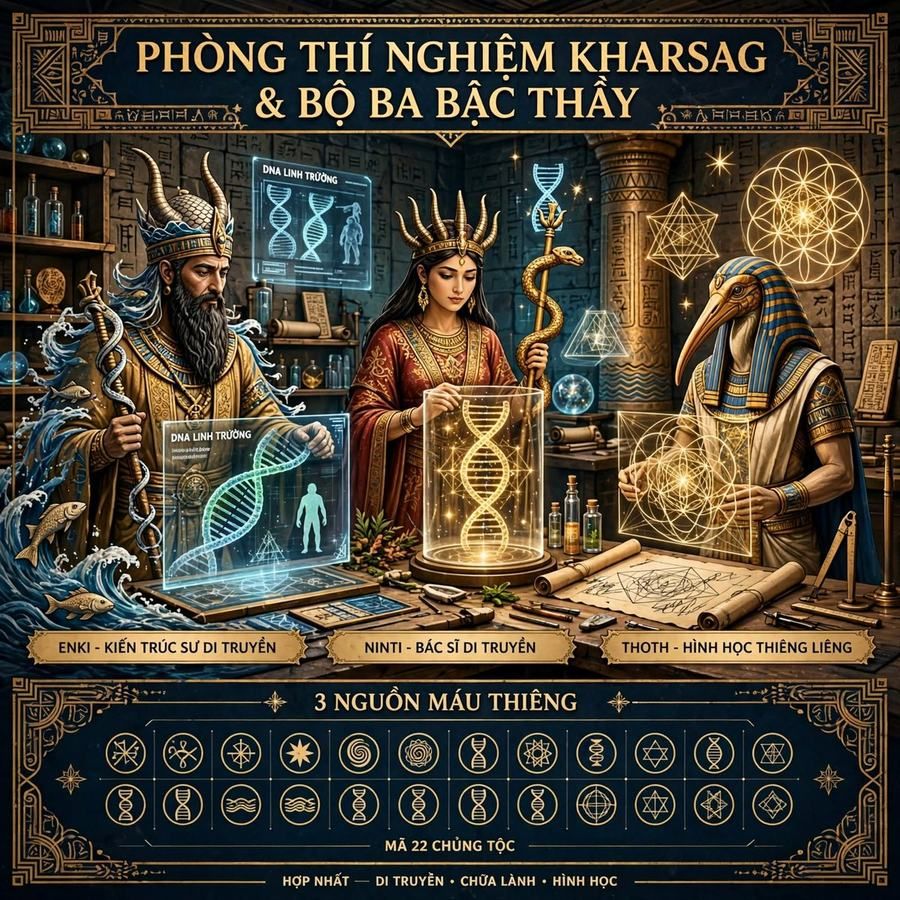 PHÒNG THÍ NGHIỆM KHARSAG
& BỘ BA BẬC THẦY
DNA LINH TRƯỞNG
DNA LINH TRƯỞNG
ENKI - KIẾN TRÚC SƯ DI TRUYỀN
NINTI - BÁC SĨ DI TRUYỀN
THOTH - HÌNH HỌC THIÊNG LIÊNG
3 NGUỒN MÁU THIÊNG
MÃ 22 CHỦNG TỘC
HỢP NHẤT — DI TRUYỀN • CHỮA LÀNH • HÌNH HỌC